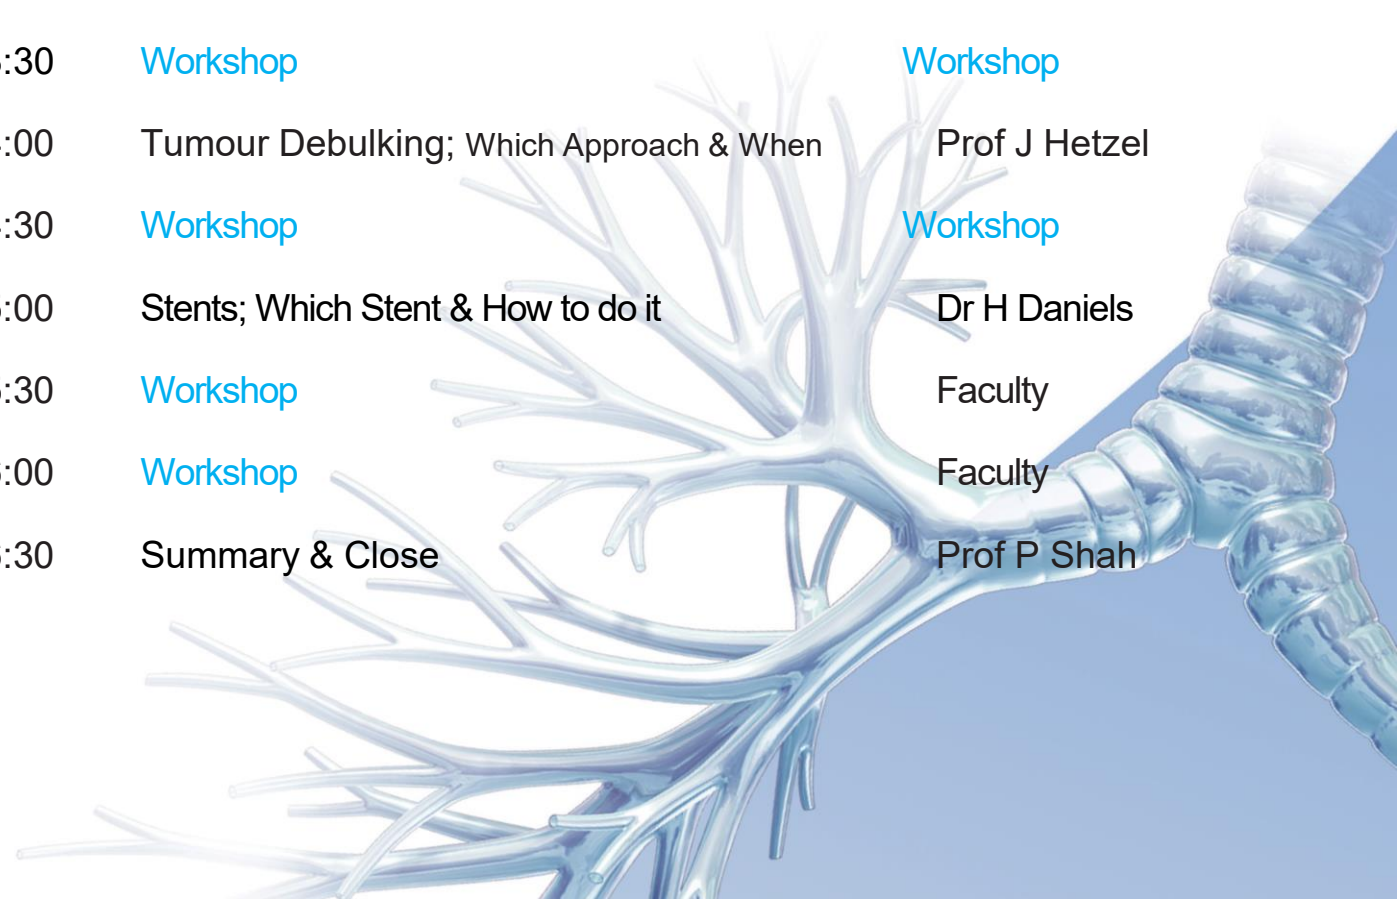 :30 Workshop Workshop
:00 Tumour Debulking; Which Approach & When Prof J Hetzel
:30 Workshop Workshop
:00 Stents; Which Stent & How to do it Dr H Daniels
:30 Workshop Faculty
:00 Workshop Faculty
:30 Summary & Close Prof P Shah